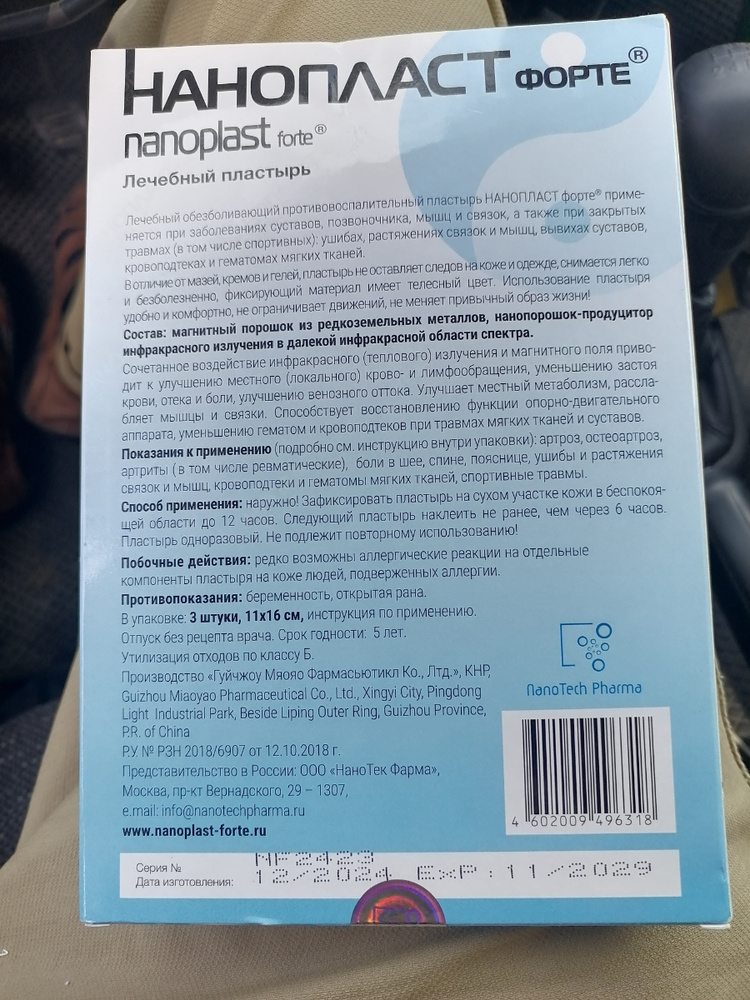 НАНОПЛАСТ ФОРТЕ®
nanoplast forte®
Лечебный пластырь
Лечебный обезболивающий противовоспалительный пластырь НАНОПЛАСТ форте® приме-
няется при заболеваниях суставов, позвоночника, мышц и связок, а также при закрытых
травмах (в том числе спортивных): ушибах, растяжениях связок и мышц, вывихах суставов,
кровоподтеках и гематомах мягких тканей.
В отличие от мазей, кремов и гелей, пластырь не оставляет следов на коже и одежде, снимается легко
и безболезненно, фиксирующий материал имеет телесный цвет. Использование пластыря
удобно и комфортно, не ограничивает движений, не меняет привычный образ жизни!
Состав: магнитный порошок из редкоземельных металлов, нанопорошок-продуцитор
инфракрасного излучения в далекой инфракрасной области спектра.
Сочетанное воздействие инфракрасного (теплового) излучения и магнитного поля приво-
дит к улучшению местного (локального) крово- и лимфообращения, уменьшению застоя
крови, отека и боли, улучшению венозного оттока. Улучшает местный метаболизм, рассла-
бляет мышцы и связки. Способствует восстановлению функции опорно-двигательного
аппарата, уменьшению гематом и кровоподтеков при травмах мягких тканей и суставов.
Показания к применению (подробно см. инструкцию внутри упаковки): артроз, остеоартроз,
артриты (в том числе ревматические), боли в шее, спине, пояснице, ушибы и растяжения
связок и мышц, кровоподтеки и гематомы мягких тканей, спортивные травмы.
Способ применения: наружно! Зафиксировать пластырь на сухом участке кожи в беспокоя-
щей области до 12 часов. Следующий пластырь наклеить не ранее, чем через 6 часов.
Пластырь одноразовый. Не подлежит повторному использованию!
Побочные действия: редко возможны аллергические реакции на отдельные
компоненты пластыря на коже людей, подверженных аллергии.
Противопоказания: беременность, открытая рана.
В упаковке: 3 штуки, 11х16 см, инструкция по применению.
Отпуск без рецепта врача. Срок годности: 5 лет.
Утилизация отходов по классу Б.
Производство «Гуйчжоу Мяояо Фармасьютикл Ко., Лтд.», КНР,
Guizhou Miaoyao Pharmaceutical Co., Ltd., Xingyi City, Pingdong
Light Industrial Park, Beside Liping Outer Ring, Guizhou Province,
P.R. of China
Р.У. № РЗН 2018/6907 от 12.10.2018 г.
Представительство в России: ООО «НаноТек Фарма»,
Москва, пр-кт Вернадского, 29 – 1307,
e.mail: info@nanotechpharma.ru
www.nanoplast-forte.ru
NanoTech Pharma
4 602009 496318
Серия № NF2423
Дата изготовления: 12/2024 EXP:11/2029